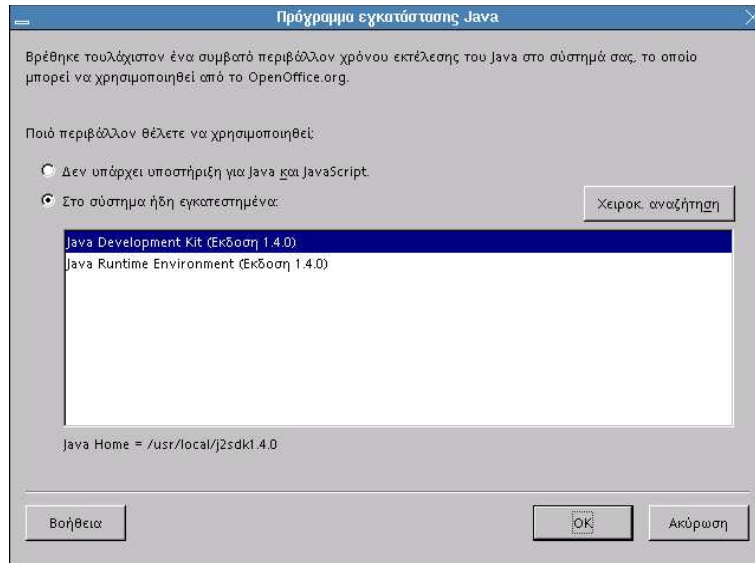 Πρόγραμμα εγκατάστασης Java
Βρέθηκε τουλάχιστον ένα συμβατό περιβάλλον χρόνου εκτέλεσης του Java στο σύστημά σας, το οποίο
μπορεί να χρησιμοποιηθεί από το OpenOffice.org.
Ποιό περιβάλλον θέλετε να χρησιμοποιηθεί;
Δεν υπάρχει υποστήριξη για Java και JavaScript.
Στο σύστημα ήδη εγκατεστημένα:
Χειροκ. αναζήτηση
Java Development Kit (Εκδοση 1.4.0)
Java Runtime Environment (Εκδοση 1.4.0)
Java Home = /usr/local/j2sdk1.4.0
Βοήθεια
OK
Ακύρωση